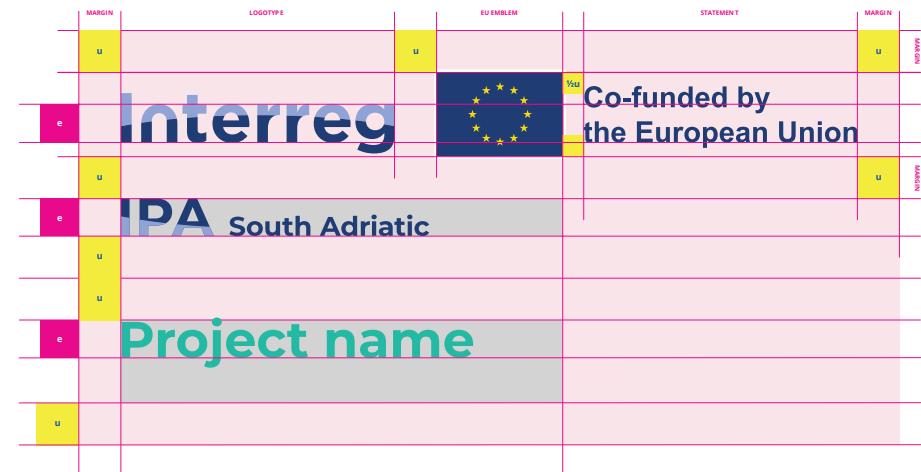 MARGIN LOGOTYPE EU EMBLEM STATEMENT MARGIN
u u u
MARGIN
½u
Interreg Co-funded by
e
the European Union
u u
MARGIN
e
IPA South Adriatic
u
u
e
Project name
u